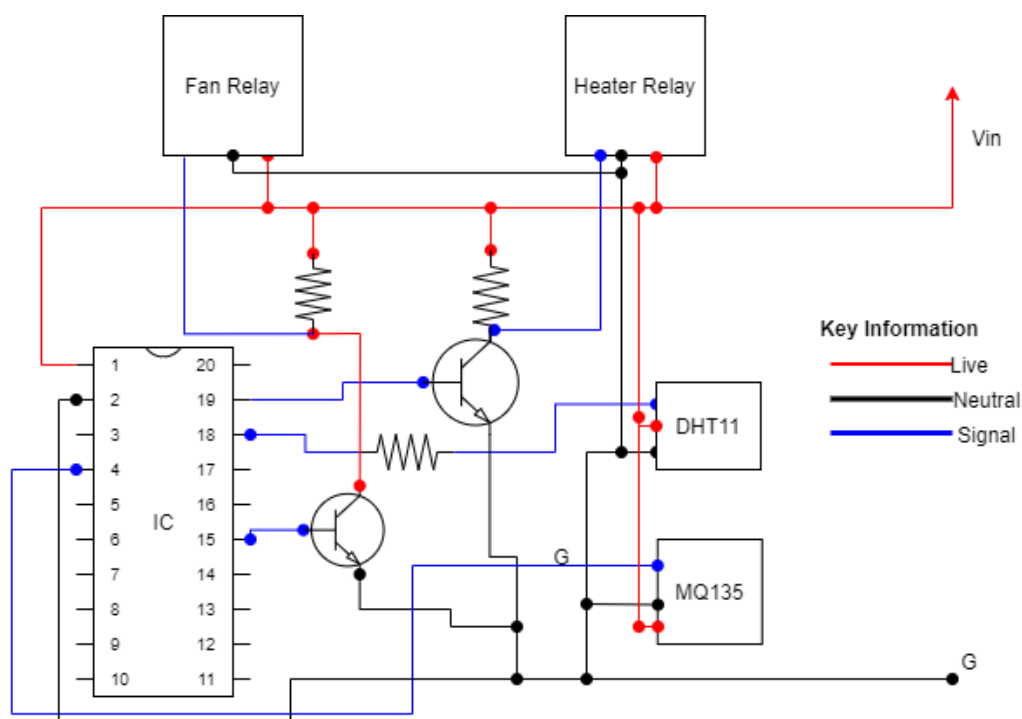 Fan Relay
Heater Relay
Vin
Key Information
Live
Neutral
Signal
1 20
2 19
3 18
4 17
5 16
6 IC 15
7 14
8 13
9 12
10 11
DHT11
G
MQ135
G